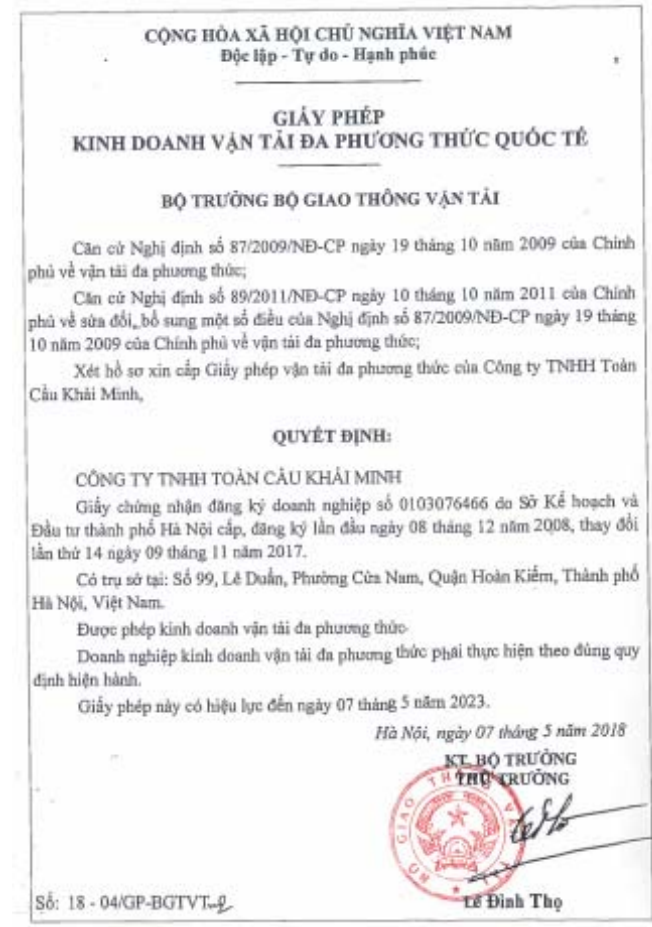 CỘNG HÒA XÃ HỘI CHỦ NGHĨA VIỆT NAM
Độc lập - Tự do - Hạnh phúc
GIẤY PHÉP
KINH DOANH VẬN TẢI ĐA PHƯƠNG THỨC QUỐC TẾ
BỘ TRƯỞNG BỘ GIAO THÔNG VẬN TẢI
Căn cứ Nghị định số 87/2009/NĐ-CP ngày 19 tháng 10 năm 2009 của Chính
phủ về vận tải đa phương thức;
Căn cứ Nghị định số 89/2011/NĐ-CP ngày 10 tháng 10 năm 2011 của Chính
phủ về sửa đổi, bổ sung một số điều của Nghị định số 87/2009/NĐ-CP ngày 19 tháng
10 năm 2009 của Chính phủ về vận tải đa phương thức;
Xét hồ sơ xin cấp Giấy phép vận tải đa phương thức của Công ty TNHH Toàn
Cầu Khải Minh,
QUYẾT ĐỊNH:
CÔNG TY TNHH TOÀN CẦU KHẢI MINH
Giấy chứng nhận đăng ký doanh nghiệp số 0103076466 do Sở Kế hoạch và
Đầu tư thành phố Hà Nội cấp, đăng ký lần đầu ngày 08 tháng 12 năm 2008, thay đổi
lần thứ 14 ngày 09 tháng 11 năm 2017.
Có trụ sở tại: Số 99, Lê Duẩn, Phường Cửa Nam, Quận Hoàn Kiếm, Thành phố
Hà Nội, Việt Nam.
Được phép kinh doanh vận tải đa phương thức.
Doanh nghiệp kinh doanh vận tải đa phương thức phải thực hiện theo đúng quy
định hiện hành.
Giấy phép này có hiệu lực đến ngày 07 tháng 5 năm 2023.
Hà Nội, ngày 07 tháng 5 năm 2018
KT. BỘ TRƯỞNG
THỨ TRƯỞNG
BỘ GIAO THÔNG VẬN TẢI
Số: 18 - 04/GP-BGTVT
Lê Đình Thọ